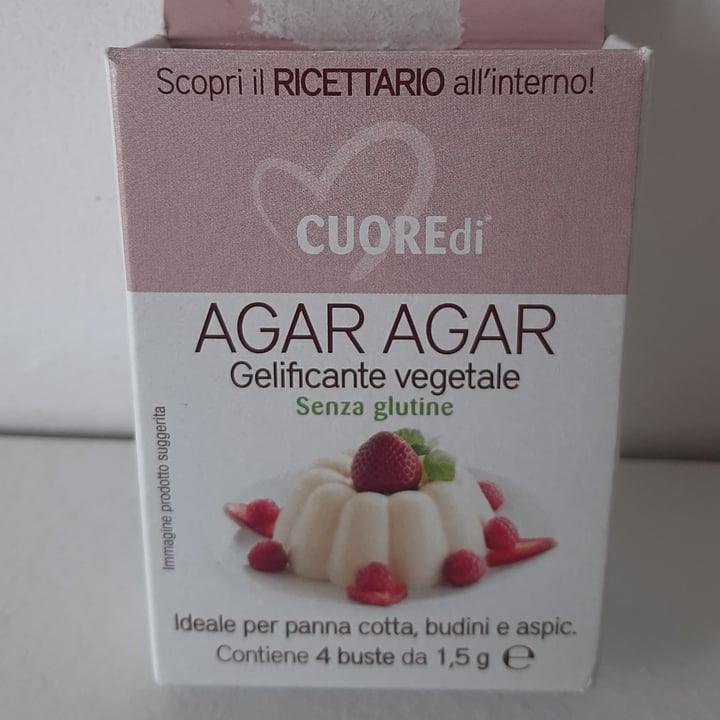 Scopri il RICETTARIO all'interno!
CUOREdi
AGAR AGAR
Gelificante vegetale
Senza glutine
Immagine prodotto suggerita
Ideale per panna cotta, budini e aspic.
Contiene 4 buste da 1,5 g ℮